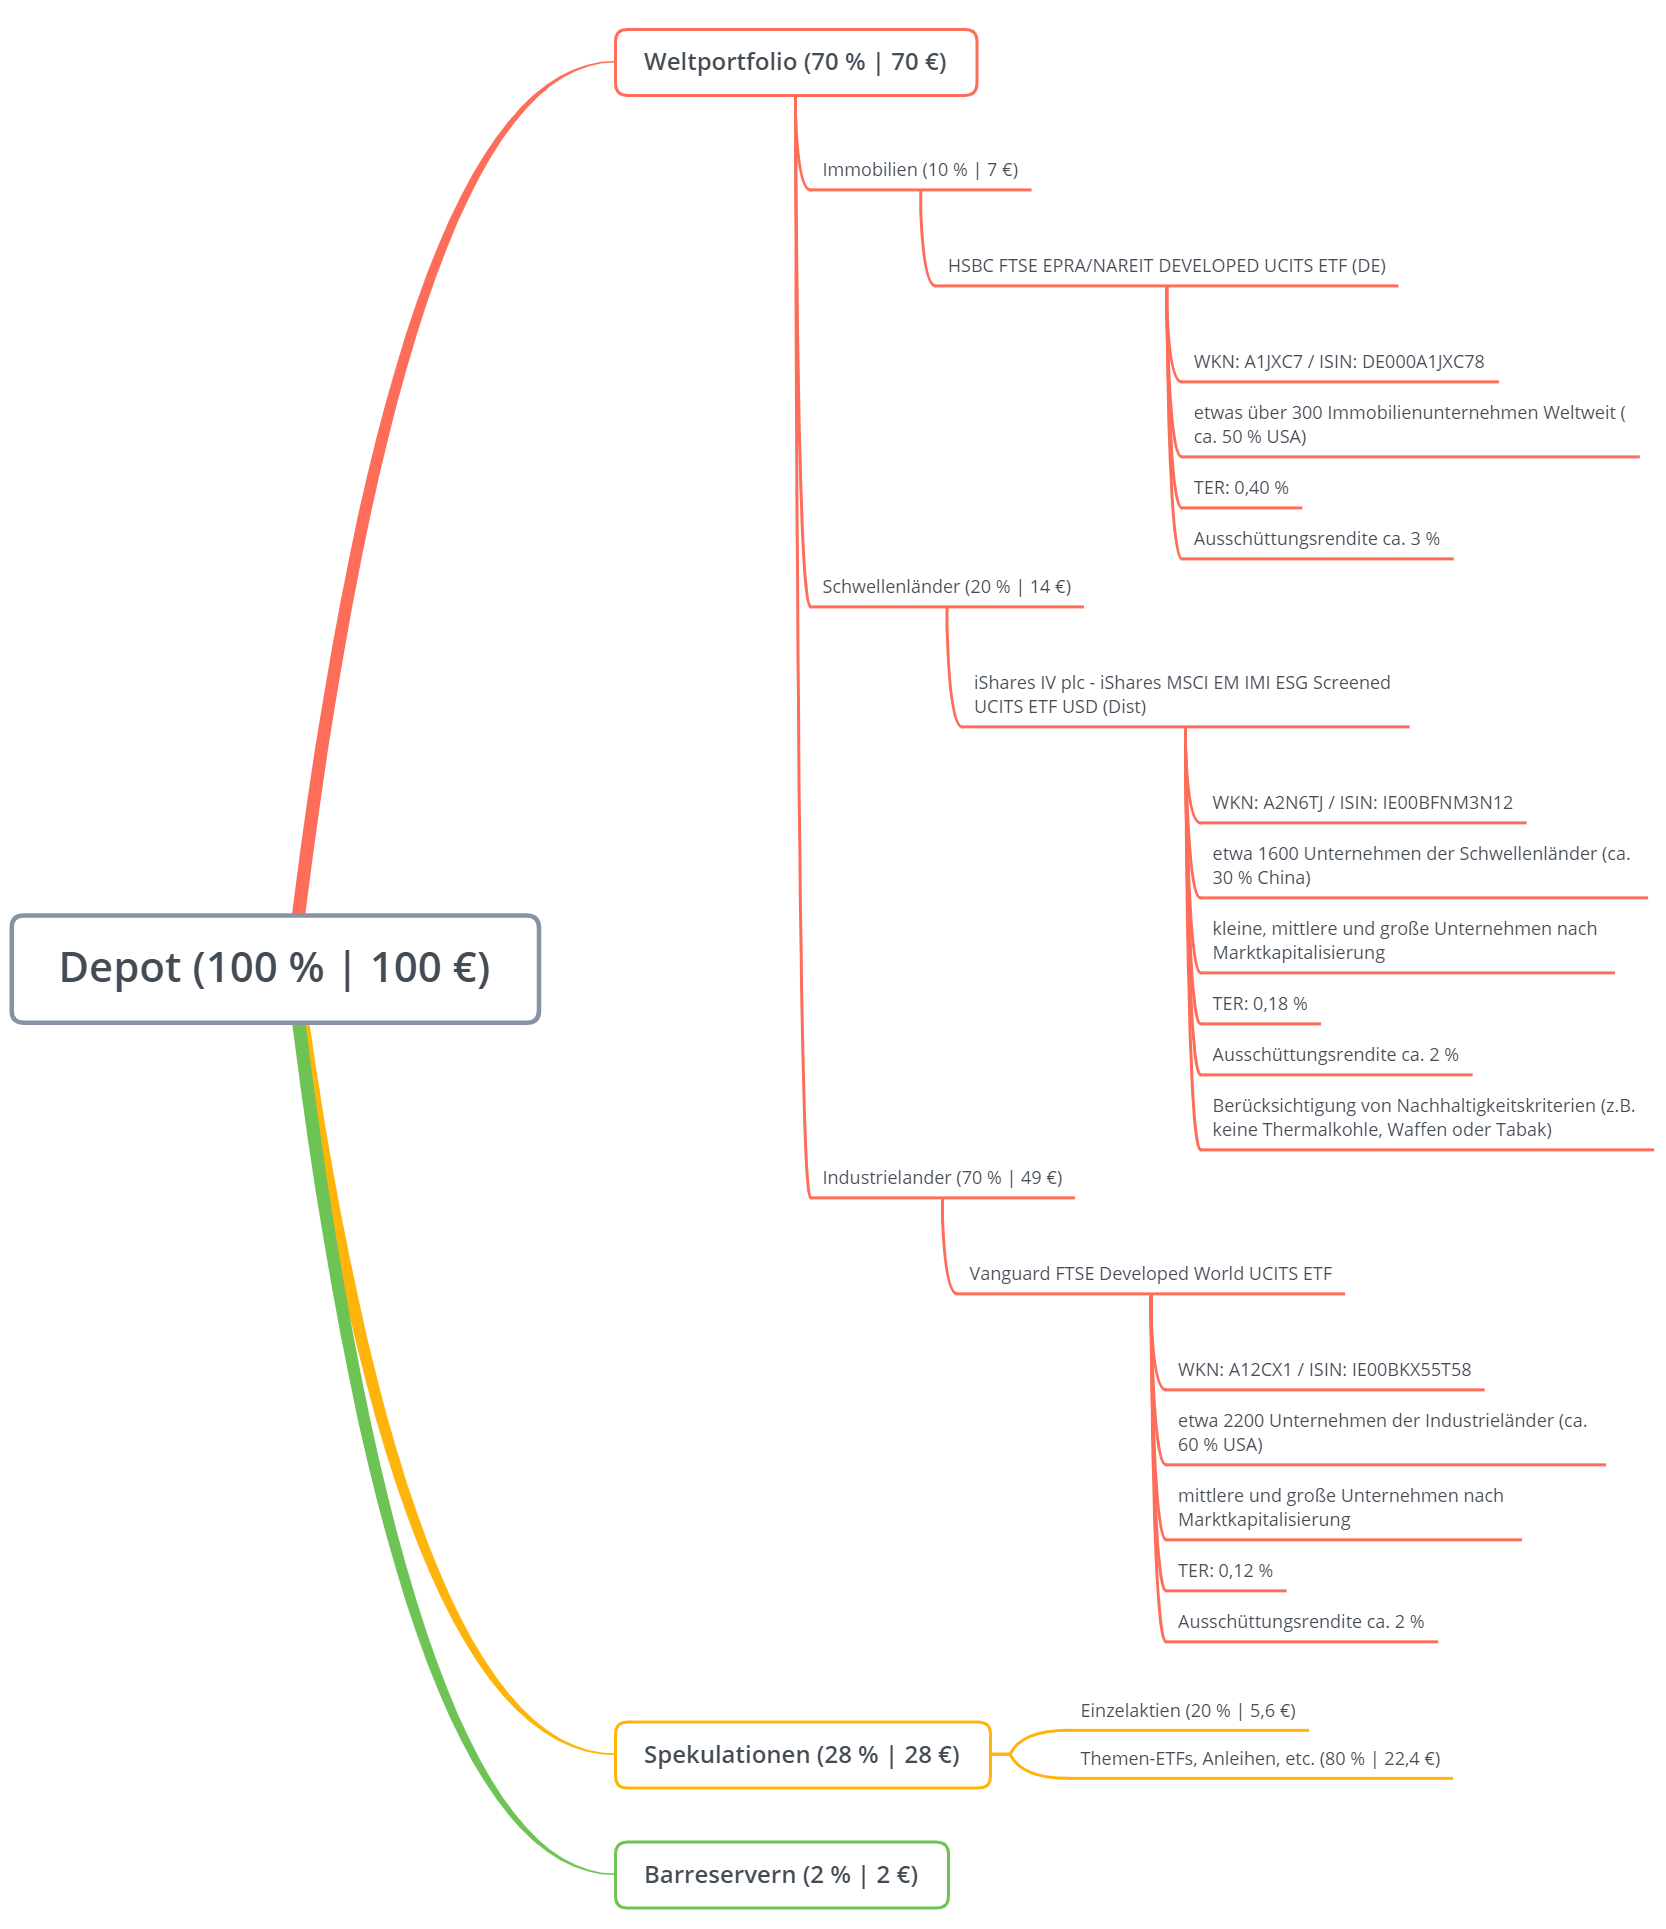 Weltportfolio (70 % | 70 €)
Immobilien (10 % | 7 €)
HSBC FTSE EPRA/NAREIT DEVELOPED UCITS ETF (DE)
WKN: A1JXC7 / ISIN: DE000A1JXC78
etwas über 300 Immobilienunternehmen Weltweit (
ca. 50 % USA)
TER: 0,40 %
Ausschüttungsrendite ca. 3 %
Schwellenländer (20 % | 14 €)
iShares IV plc - iShares MSCI EM IMI ESG Screened
UCITS ETF USD (Dist)
WKN: A2N6TJ / ISIN: IE00BFNM3N12
etwa 1600 Unternehmen der Schwellenländer (ca.
30 % China)
kleine, mittlere und große Unternehmen nach
Marktkapitalisierung
TER: 0,18 %
Ausschüttungsrendite ca. 2 %
Berücksichtigung von Nachhaltigkeitskriterien (z.B.
keine Thermalkohle, Waffen oder Tabak)
Depot (100 % | 100 €)
Industrielander (70 % | 49 €)
Vanguard FTSE Developed World UCITS ETF
WKN: A12CX1 / ISIN: IE00BKX55T58
etwa 2200 Unternehmen der Industrieländer (ca.
60 % USA)
mittlere und große Unternehmen nach
Marktkapitalisierung
TER: 0,12 %
Ausschüttungsrendite ca. 2 %
Spekulationen (28 % | 28 €)
Einzelaktien (20 % | 5,6 €)
Themen-ETFs, Anleihen, etc. (80 % | 22,4 €)
Barreservern (2 % | 2 €)